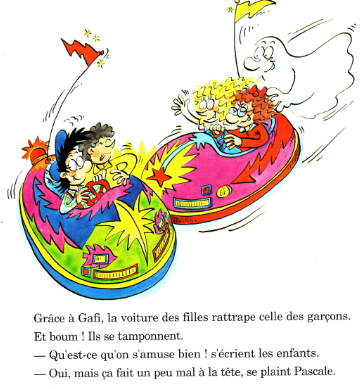 Grâce à Gafi, la voiture des filles rattrape celle des garçons.
Et boum ! Ils se tamponnent.
— Qu'est-ce qu'on s'amuse bien ! s'écrient les enfants.
— Oui, mais ça fait un peu mal à la tête, se plaint Pascale.